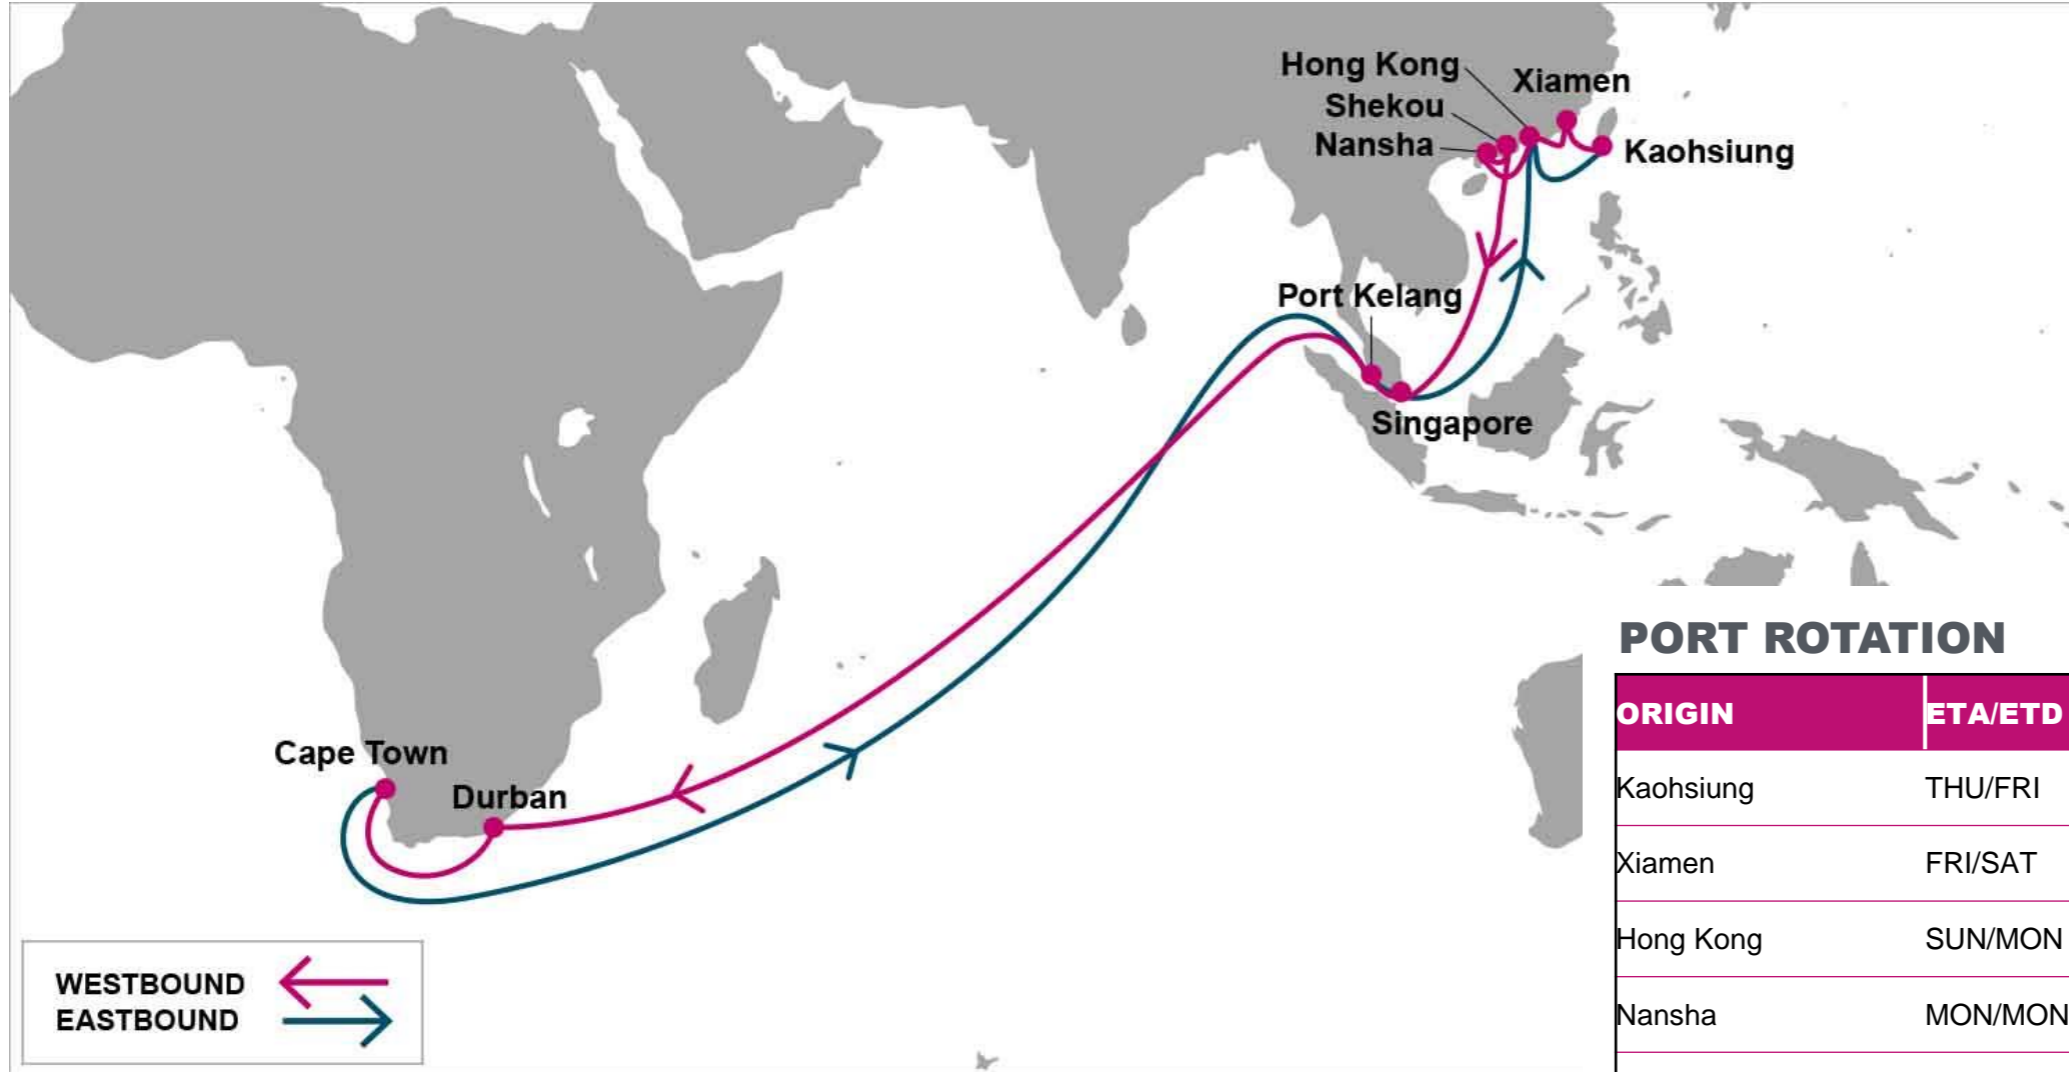 Hong Kong
Xiamen
Shekou
Nansha
Kaohsiung
Port Kelang
Singapore
Cape Town
Durban
WESTBOUND
EASTBOUND
PORT ROTATION
ORIGIN ETA/ETD
Kaohsiung THU/FRI
Xiamen FRI/SAT
Hong Kong SUN/MON
Nansha MON/MON